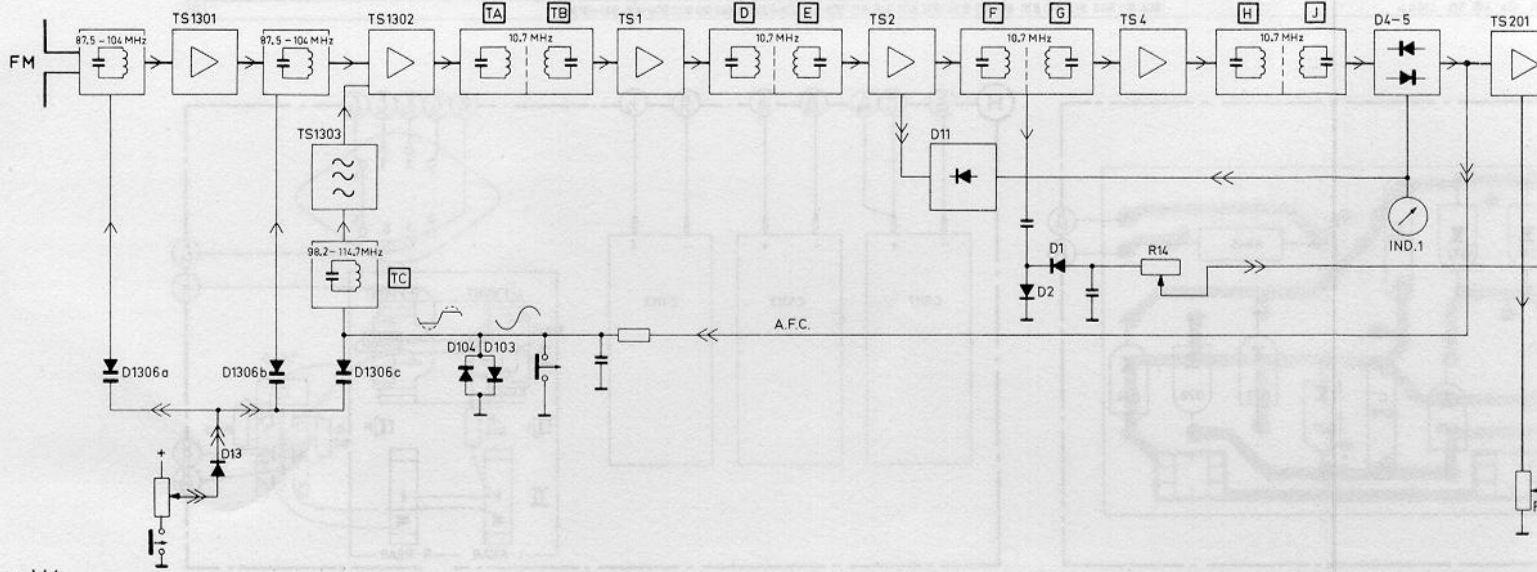 TS1301
TS1302
TA
TB
TS1
D
E
TS2
F
G
TS4
H
J
D4-5
TS201
FM
87,5-104 MHz
87,5-104 MHz
10.7 MHz
10.7 MHz
10.7 MHz
10.7 MHz
TS1303
D11
98,2-114.7 MHz
TC
IND.1
D1
R14
D2
A.F.C.
D104
D103
D1306a
D1306b
D1306c
D13
+